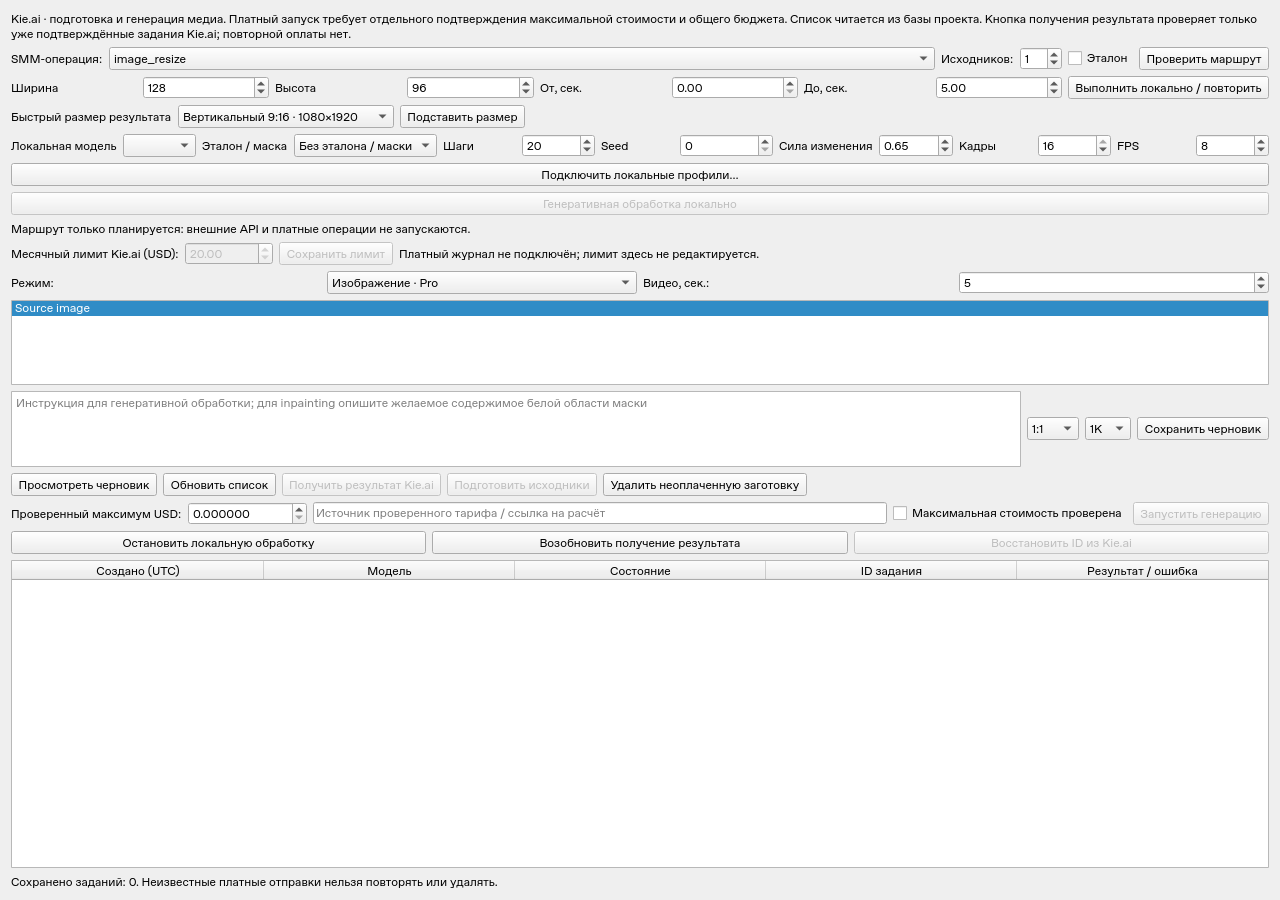 Kie.ai · подготовка и генерация медиа. Платный запуск требует отдельного подтверждения максимальной стоимости и общего бюджета. Список читается из базы проекта. Кнопка получения результата проверяет только
уже подтверждённые задания Kie.ai; повторной оплаты нет.
SMM-операция: image_resize Исходников: 1 Эталон Проверить маршрут
Ширина 128 Высота 96 От, сек. 0.00 До, сек. 5.00 Выполнить локально / повторить
Быстрый размер результата Вертикальный 9:16 · 1080×1920 Подставить размер
Локальная модель Эталон / маска Без эталона / маски Шаги 20 Seed 0 Сила изменения 0.65 Кадры 16 FPS 8
Подключить локальные профили...
Генеративная обработка локально
Маршрут только планируется: внешние API и платные операции не запускаются.
Месячный лимит Kie.ai (USD): 20.00 Сохранить лимит Платный журнал не подключён; лимит здесь не редактируется.
Режим: Изображение · Pro Видео, сек.: 5
Source image
Инструкция для генеративной обработки; для inpainting опишите желаемое содержимое белой области маски
1:1 1K Сохранить черновик
Просмотреть черновик Обновить список Получить результат Kie.ai Подготовить исходники Удалить неоплаченную заготовку
Проверенный максимум USD: 0.000000 Источник проверенного тарифа / ссылка на расчёт Максимальная стоимость проверена Запустить генерацию
Остановить локальную обработку Возобновить получение результата Восстановить ID из Kie.ai
Создано (UTC) Модель Состояние ID задания Результат / ошибка
Сохранено заданий: 0. Неизвестные платные отправки нельзя повторять или удалять.